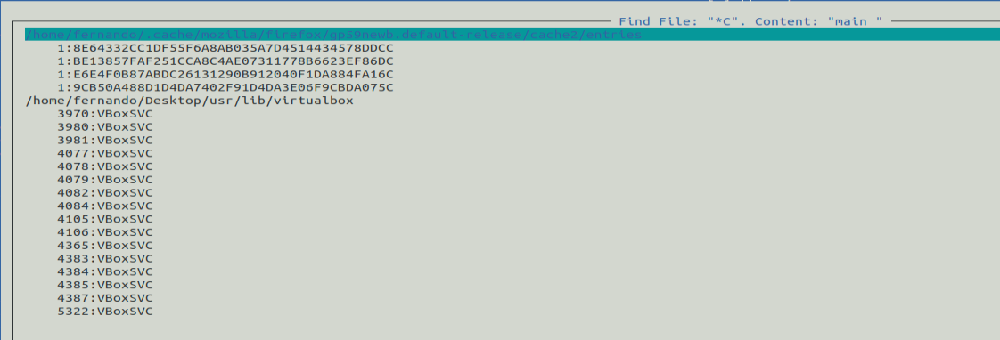 Find File: "*C". Content: "main "
/home/fernando/.cache/mozilla/firefox/gp59newb.default-release/cache2/entries
1:8E64332CC1DF55F6A8AB035A7D4514434578DDCC
1:BE13857FAF251CCA8C4AE07311778B6623EF86DC
1:E6E4F0B87ABDC26131290B912040F1DA884FA16C
1:9CB50A488D1D4DA7402F91D4DA3E06F9CBDA075C
/home/fernando/Desktop/usr/lib/virtualbox
3970:VBoxSVC
3980:VBoxSVC
3981:VBoxSVC
4077:VBoxSVC
4078:VBoxSVC
4079:VBoxSVC
4082:VBoxSVC
4084:VBoxSVC
4105:VBoxSVC
4106:VBoxSVC
4365:VBoxSVC
4383:VBoxSVC
4384:VBoxSVC
4385:VBoxSVC
4387:VBoxSVC
5322:VBoxSVC